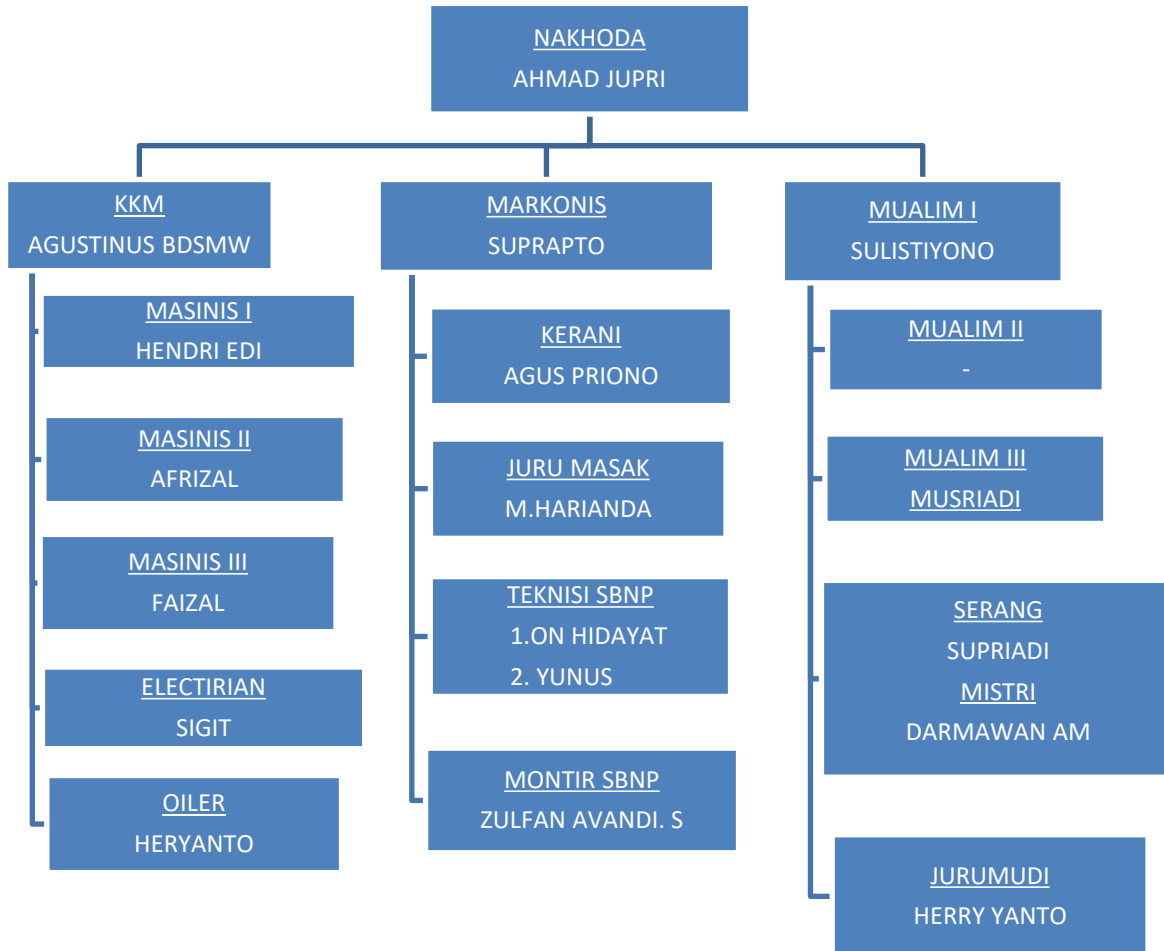 NAKHODA
AHMAD JUPRI
KKM
AGUSTINUS BDSMW
MASINIS I
HENDRI EDI
MASINIS II
AFRIZAL
MASINIS III
FAIZAL
ELECTIRIAN
SIGIT
OILER
HERYANTO
MARKONIS
SUPRAPTO
KERANI
AGUS PRIONO
JURU MASAK
M.HARIANDA
TEKNISI SBNP
1.ON HIDAYAT
2. YUNUS
MONTIR SBNP
ZULFAN AVANDI. S
MUALIM I
SULISTIYONO
MUALIM II
-
MUALIM III
MUSRIADI
SERANG
SUPRIADI
MISTRI
DARMAWAN AM
JURUMUDI
HERRY YANTO